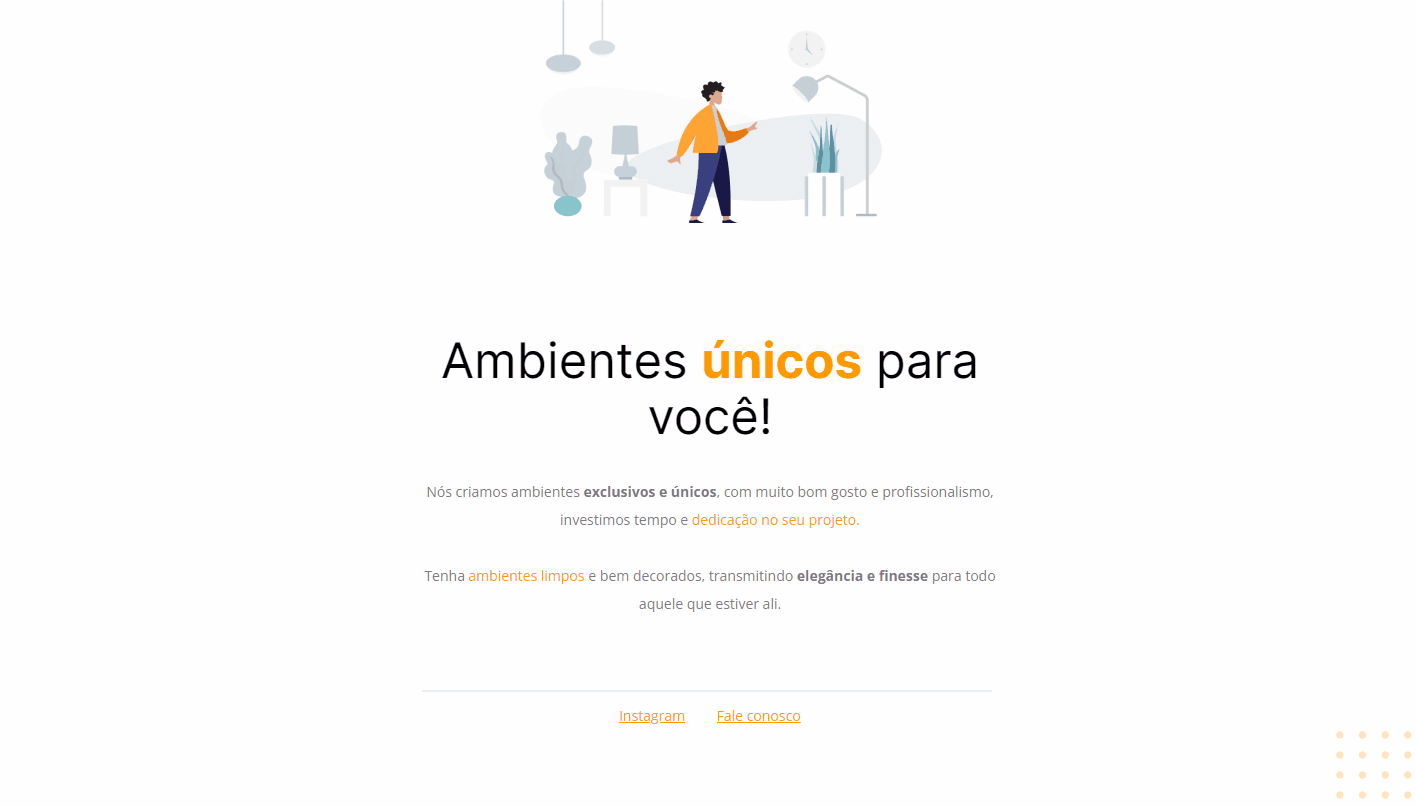 Ambientes únicos para
você!
Nós criamos ambientes exclusivos e únicos, com muito bom gosto e profissionalismo,
investimos tempo e dedicação no seu projeto.
Tenha ambientes limpos e bem decorados, transmitindo elegância e finesse para todo
aquele que estiver ali.
Instagram
Fale conosco